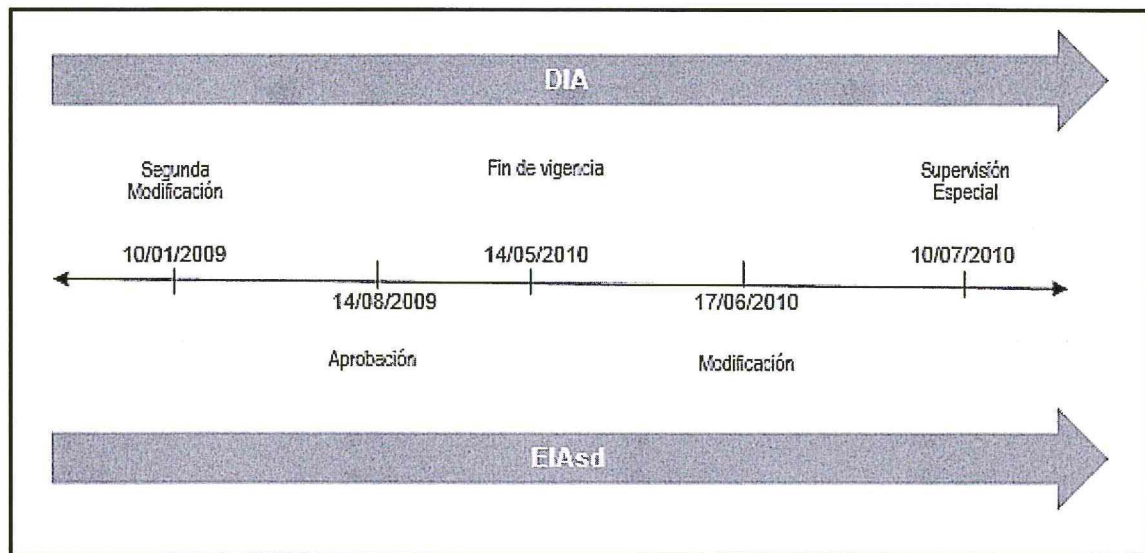 DIA
Segunda
Modificación
Fin de vigencia
Supervisión
Especial
10/01/2009
14/05/2010
10/07/2010
14/08/2009
17/06/2010
Aprobación
Modificación
EIAsd